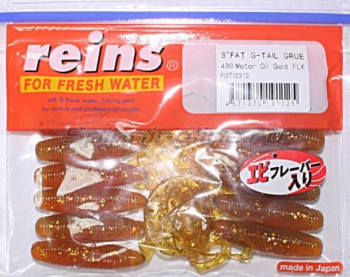 reins®
FOR FRESH WATER
3" FAT G-TAIL GRUB
430 Motor Oil Gold FLK
エビフレーバー
入り
made in Japan